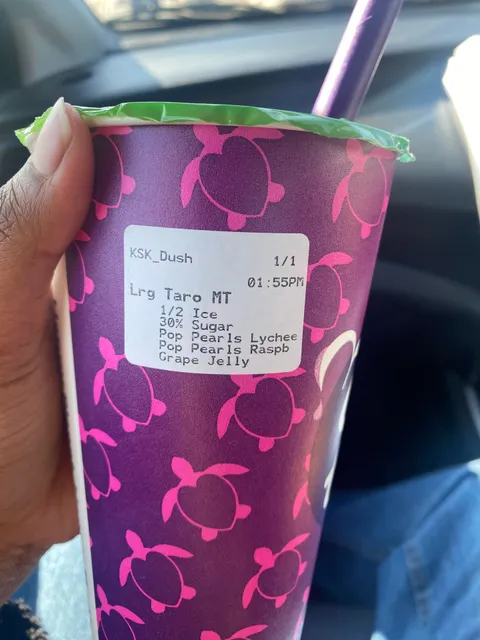 KSK_Dush 1/1
01:55PM
Lrg Taro MT
1/2 Ice
30% Sugar
Pop Pearls Lychee
Pop Pearls Raspb
Grape Jelly